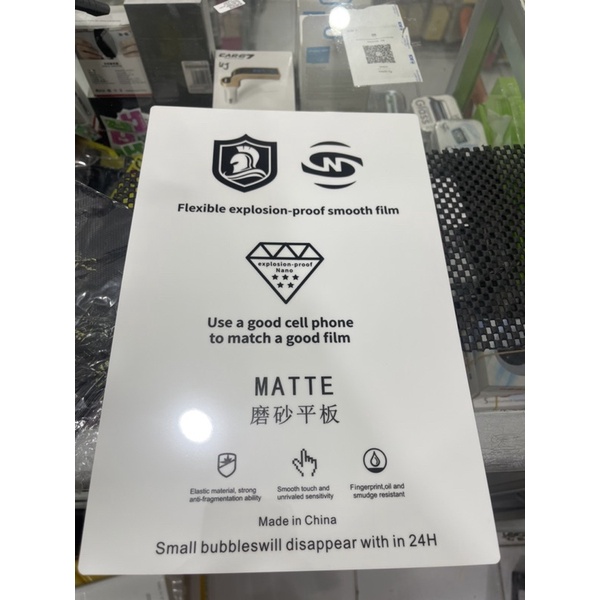 CARG7
N
Flexible explosion-proof smooth film
explosion-proof
Nano
Use a good cell phone
to match a good film
MATTE
磨砂平板
Elastic material, strong
anti-fragmentation ability
Smooth touch and
unrivaled sensitivity
Fingerprint,oil and
smudge resistant
Made in China
Small bubbleswill disappear with in 24H